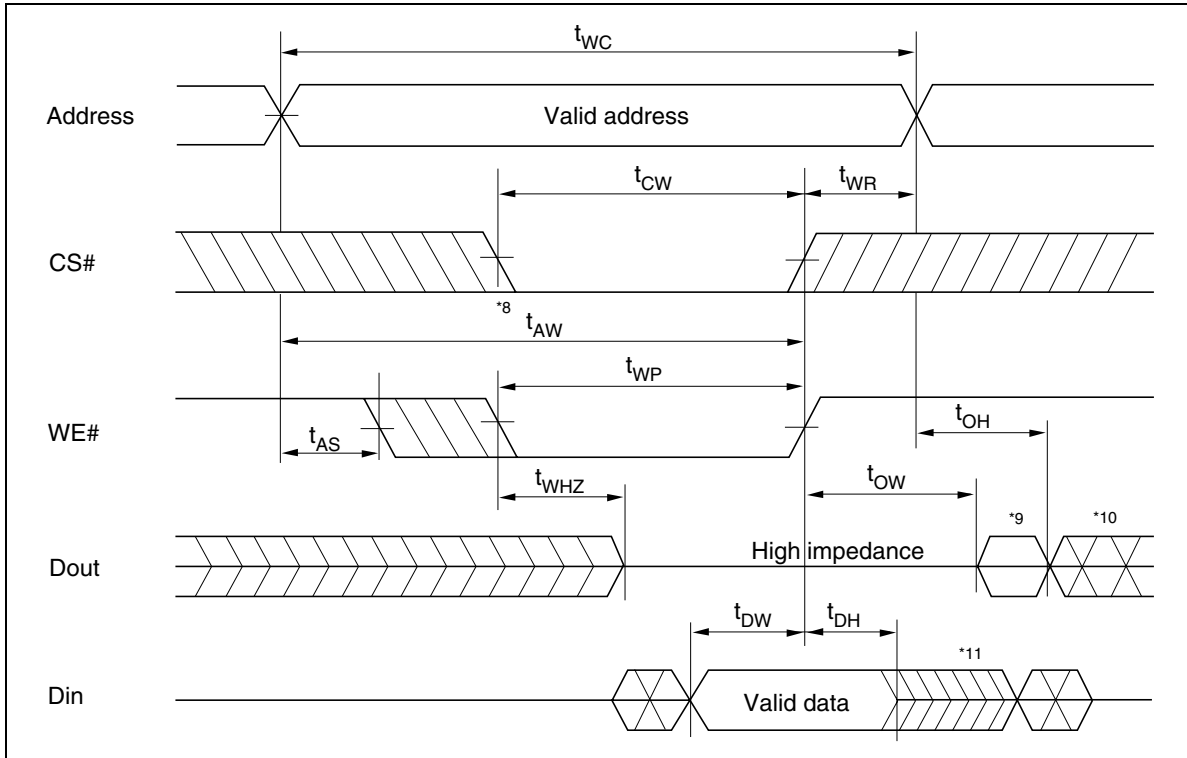 tWC
Address
Valid address
tCW
tWR
CS#
*8
tAW
tWP
WE#
tAS
tOH
tWHZ
tOW
*9
*10
Dout
High impedance
tDW
tDH
*11
Din
Valid data